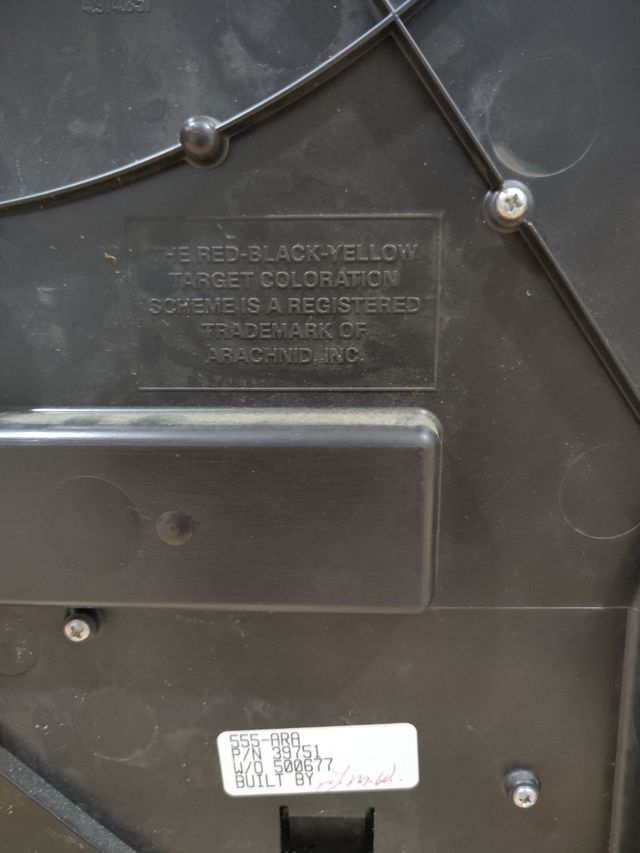 THE RED-BLACK-YELLOW
TARGET COLORATION
SCHEME IS A REGISTERED
TRADEMARK OF
ARACHNID, INC.
555-ARA
P/N 39751
W/O 500677
BUILT BY